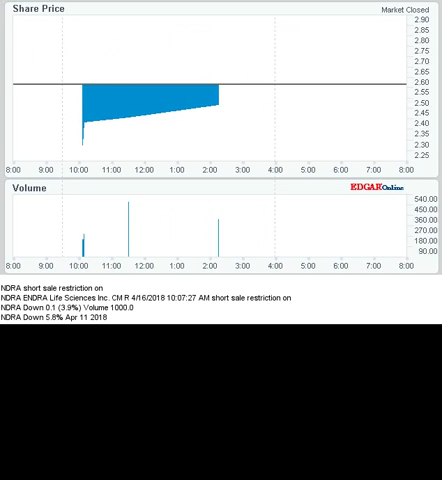 Share Price
Market Closed
2.90
2.85
2.80
2.75
2.70
2.65
2.60
2.55
2.50
2.45
2.40
2.35
2.30
2.25
8:00 9:00 10:00 11:00 12:00 1:00 2:00 3:00 4:00 5:00 6:00 7:00 8:00
Volume
EDGAR Online
540.00
450.00
360.00
270.00
180.00
90.00
8:00 9:00 10:00 11:00 12:00 1:00 2:00 3:00 4:00 5:00 6:00 7:00 8:00
NDRA short sale restriction on
NDRA ENDRA Life Sciences Inc. CM R 4/16/2018 10:07:27 AM short sale restriction on
NDRA Down 0.1 (3.9%) Volume 1000.0
NDRA Down 5.8% Apr 11 2018